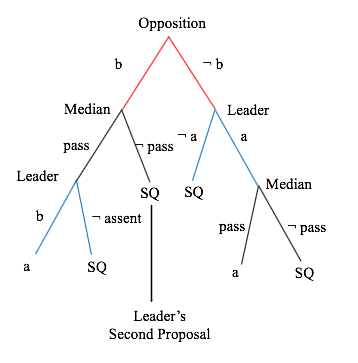 Opposition
b
¬ b
Median
Leader
pass
¬ pass
¬ a
a
Leader
SQ
SQ
Median
b
¬ assent
pass
¬ pass
a
SQ
a
SQ
Leader's
Second Proposal